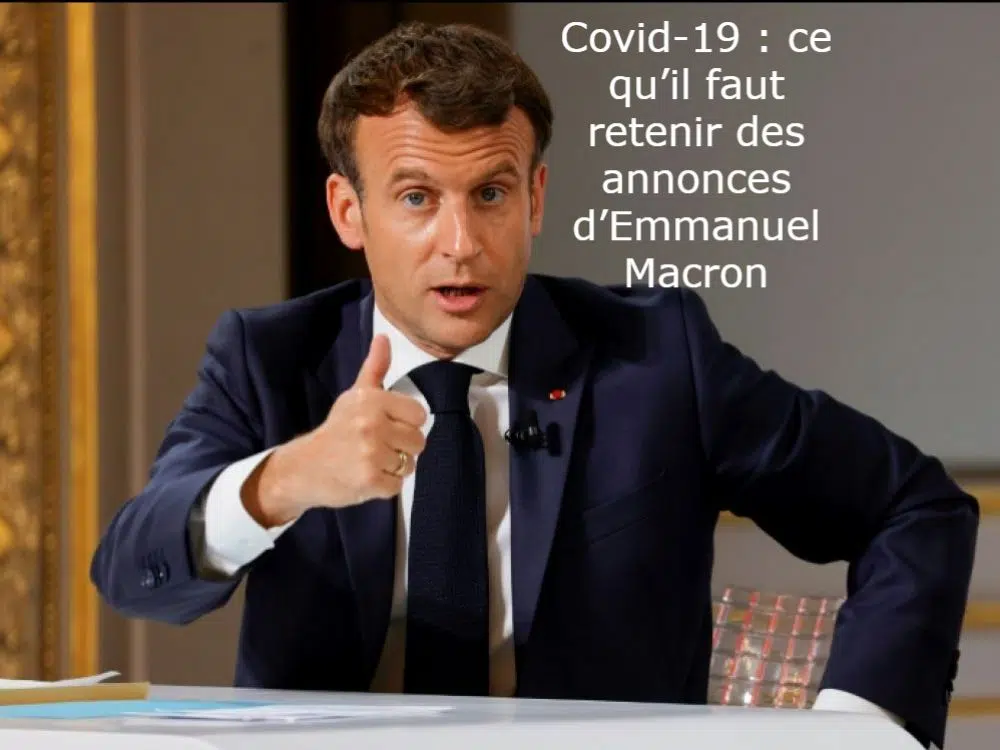 Covid-19 : ce
qu’il faut
retenir des
annonces
d’Emmanuel
Macron